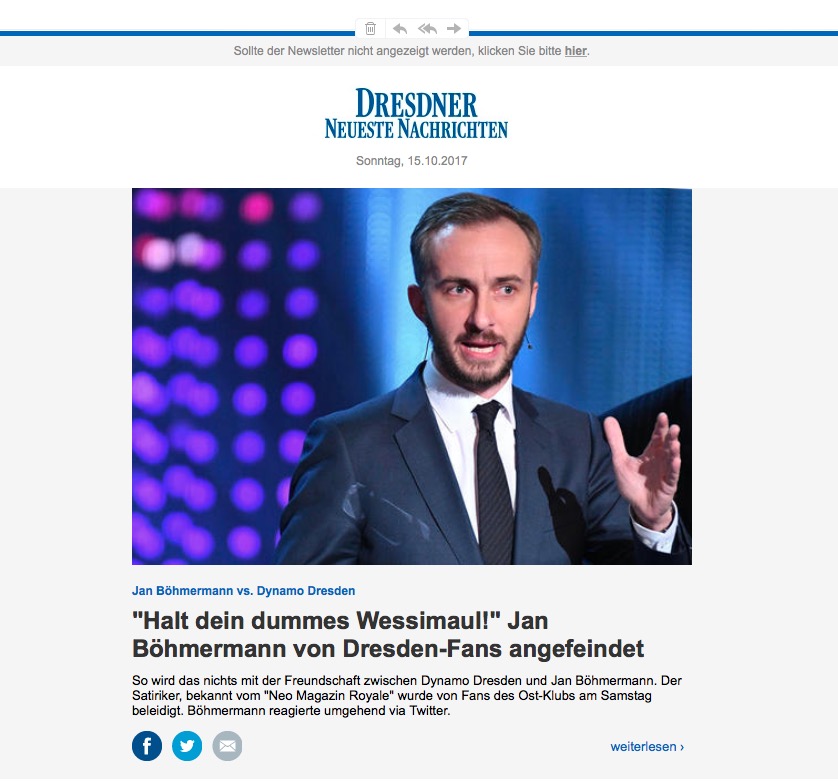 Sollte der Newsletter nicht angezeigt werden, klicken Sie bitte hier.
DRESDNER
NEUESTE NACHRICHTEN
Sonntag, 15.10.2017
Jan Böhmermann vs. Dynamo Dresden
"Halt dein dummes Wessimaul!" Jan
Böhmermann von Dresden-Fans angefeindet
So wird das nichts mit der Freundschaft zwischen Dynamo Dresden und Jan Böhmermann. Der
Satiriker, bekannt vom "Neo Magazin Royale" wurde von Fans des Ost-Klubs am Samstag
beleidigt. Böhmermann reagierte umgehend via Twitter.
weiterlesen ›